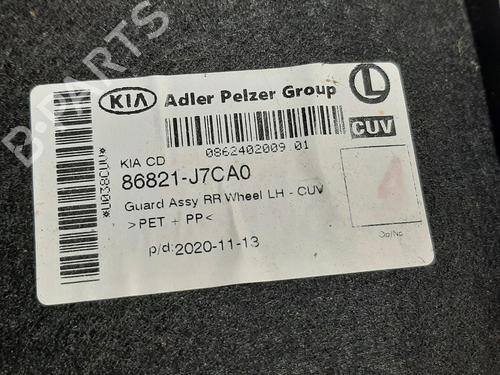 B-PARTS
KIA Adler Pelzer Group L
CUV
0862402009 01
KIA CD
86821-J7CA0
Guard Assy RR Wheel LH - CUV
>PET + PP<
p/d:2020-11-13
*U038CUV*
4